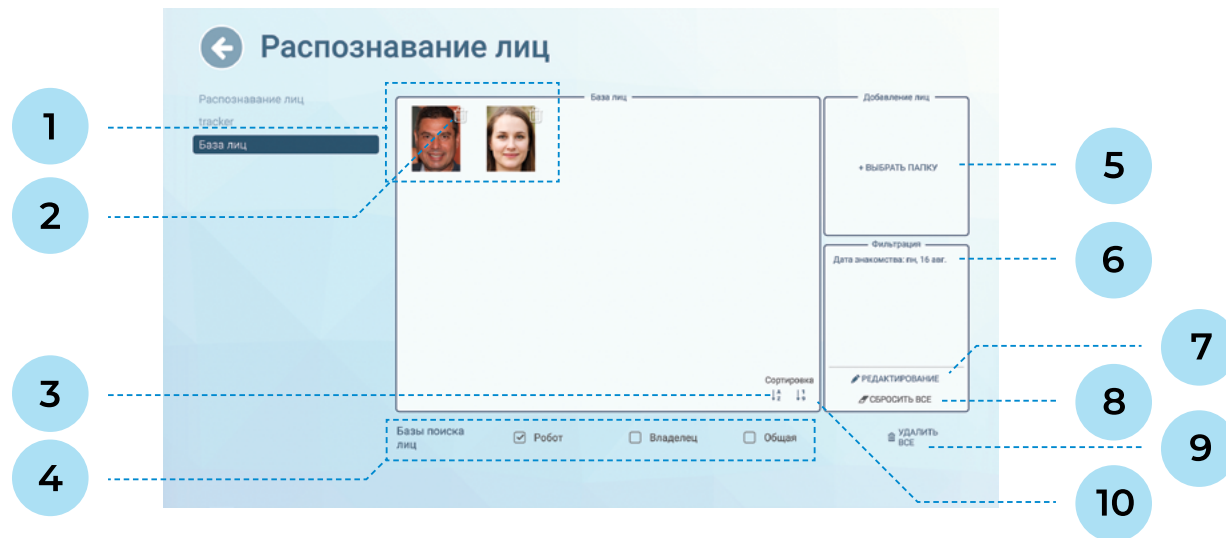 Распознавание лиц
Распознавание лиц
tracker
База лиц
База лиц
Добавление лиц
+ ВЫБРАТЬ ПАПКУ
Фильтрация
Дата знакомства: пн, 16 авг.
РЕДАКТИРОВАНИЕ
СБРОСИТЬ ВСЕ
Сортировка
Базы поиска
лиц
Робот
Владелец
Общая
УДАЛИТЬ
ВСЕ
1
2
3
4
5
6
7
8
9
10